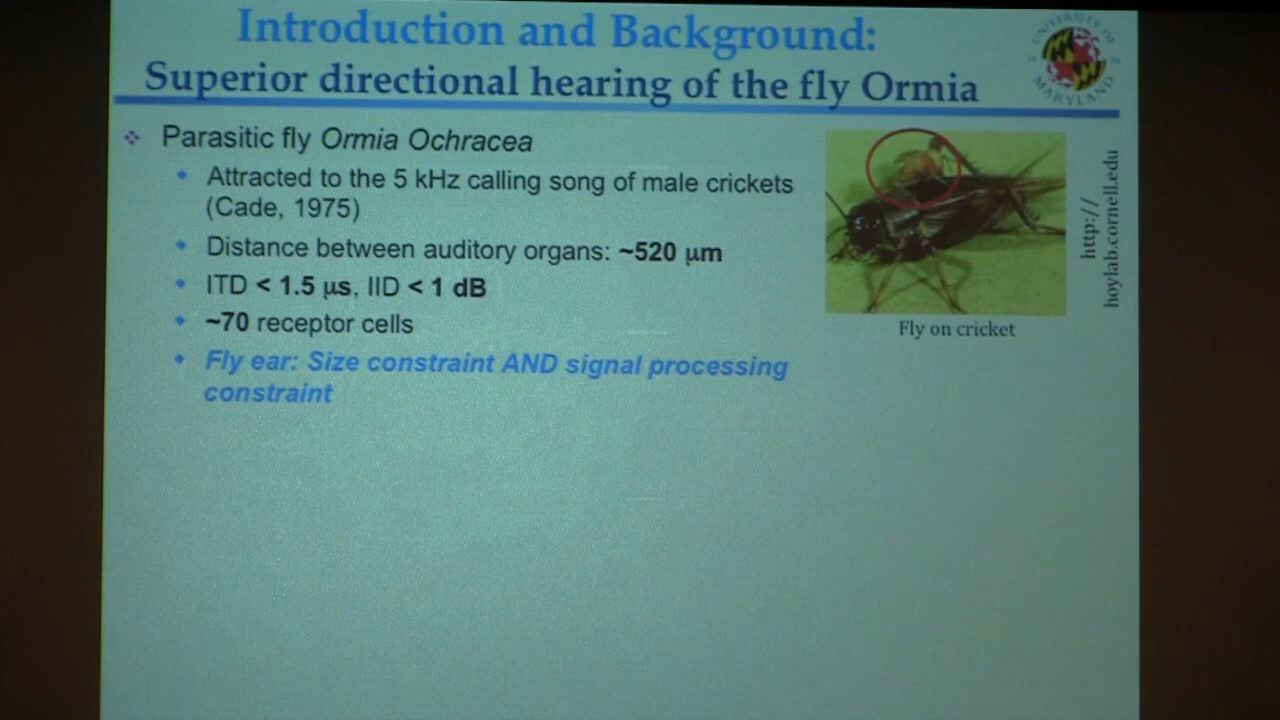 Introduction and Background:
Superior directional hearing of the fly Ormia
UNIVERSITY OF
MARYLAND
Parasitic fly Ormia Ochracea
Attracted to the 5 kHz calling song of male crickets
(Cade, 1975)
Distance between auditory organs: ~520 μm
ITD < 1.5 μs, IID < 1 dB
~70 receptor cells
Fly ear: Size constraint AND signal processing
constraint
http://
hoylab.cornell.edu
Fly on cricket